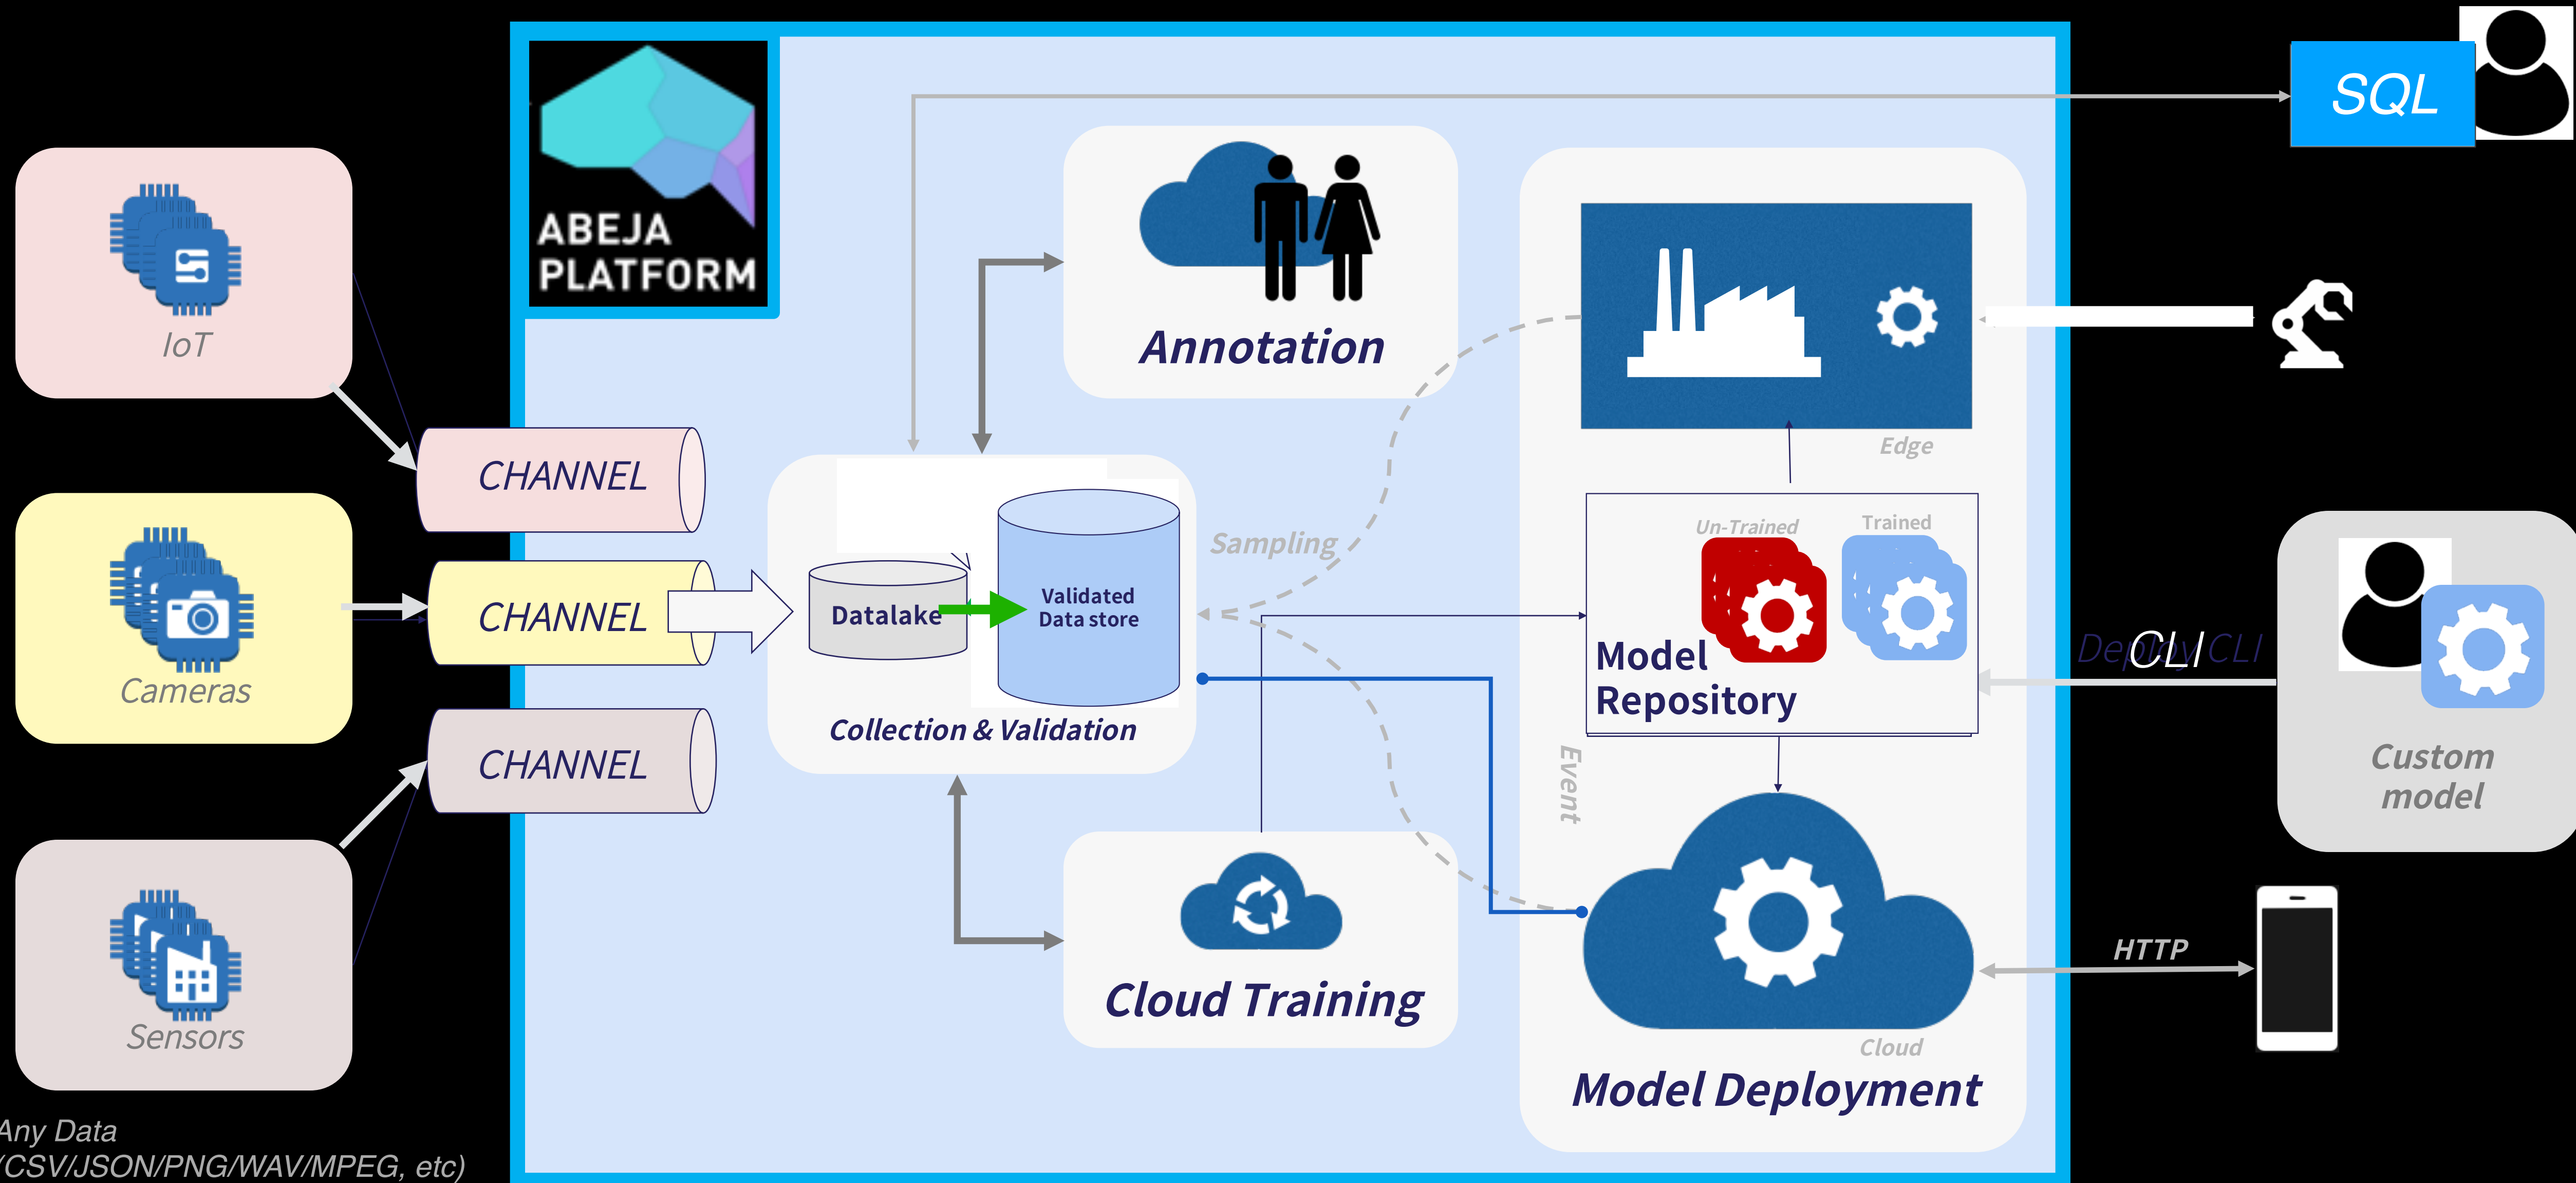 SQL
ABEJA
PLATFORM
IoT
Annotation
Edge
CHANNEL
Sampling
Un-Trained
Trained
Datalake
Validated
Data store
CHANNEL
Cameras
Model
Repository
Deploy CLI
CLI
Collection & Validation
CHANNEL
Event
Custom
model
HTTP
Cloud Training
Sensors
Cloud
Model Deployment
Any Data
(CSV/JSON/PNG/WAV/MPEG, etc)